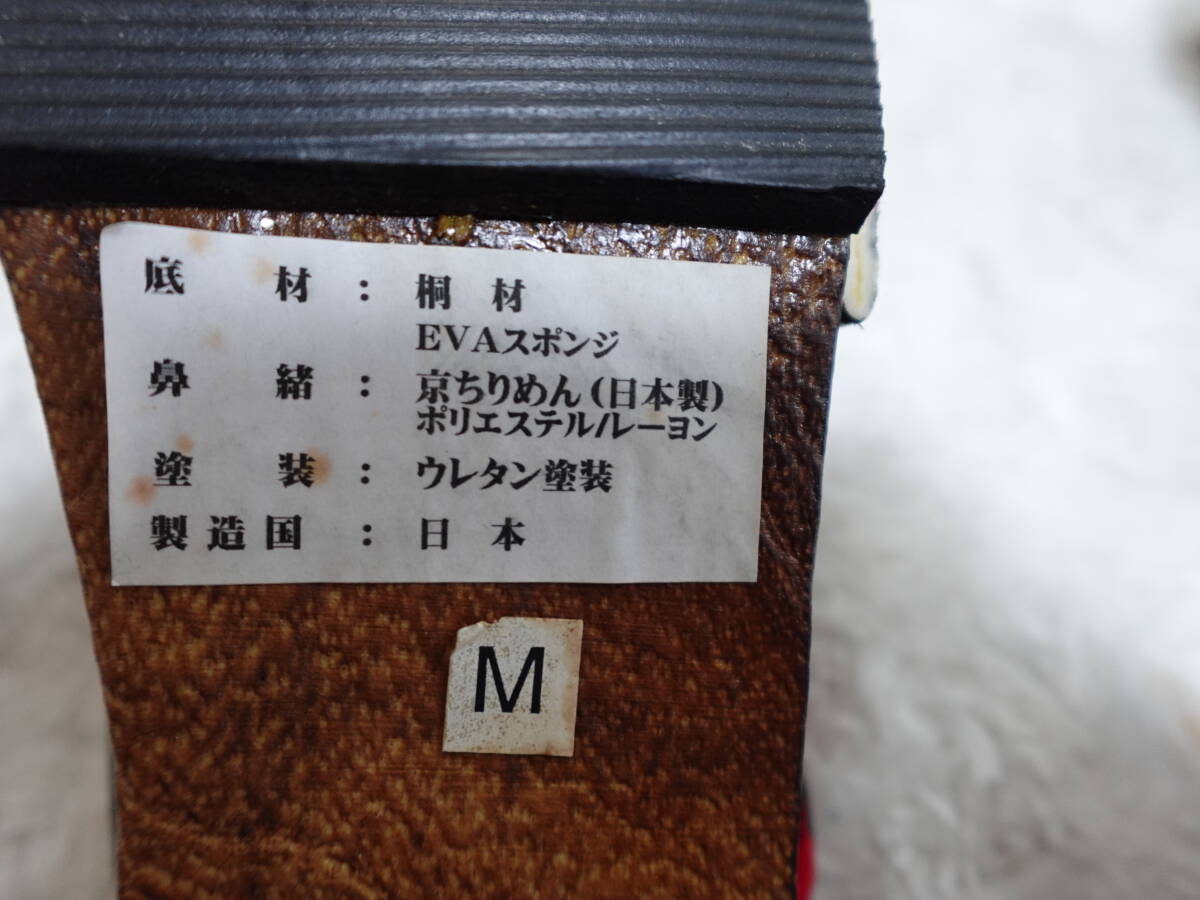 底材：桐材
EVAスポンジ
鼻緒：京ちりめん(日本製)
ポリエステル/レーヨン
塗装：ウレタン塗装
製造国：日本
M